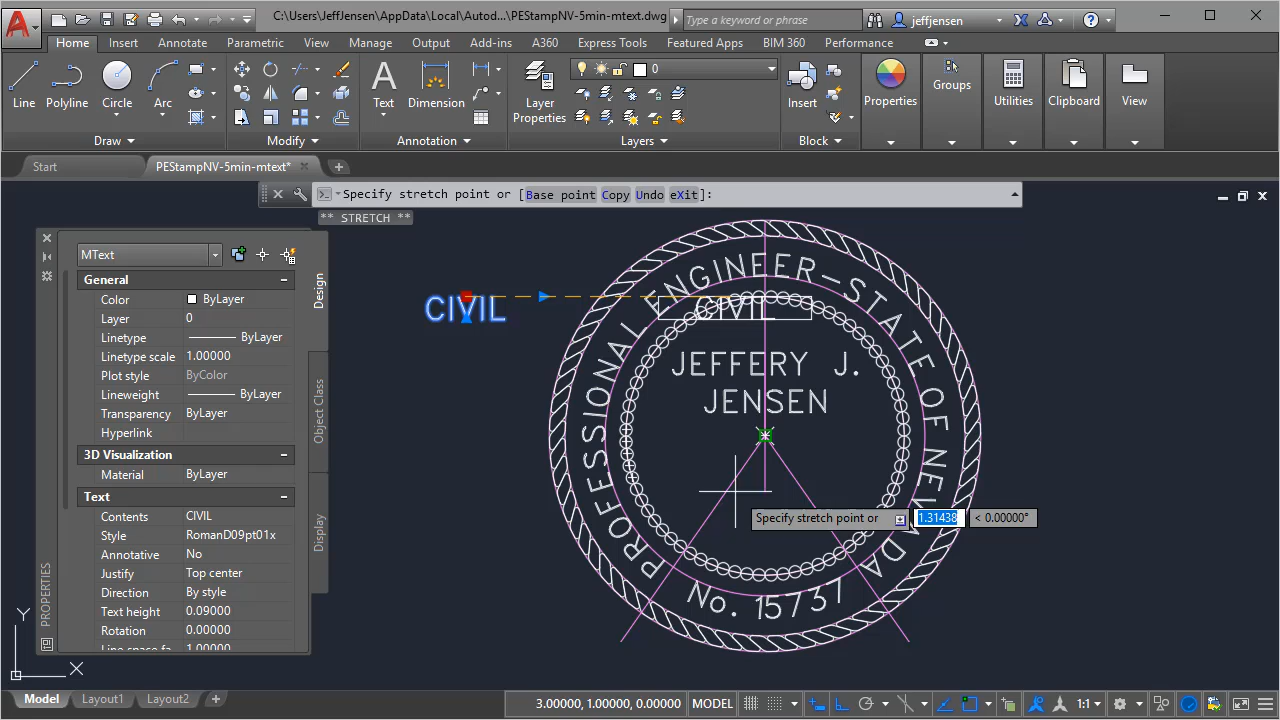 C:\Users\JeffJensen\AppData\Local\Autod...\PEStampNV-5min-mtext.dwg
Type a keyword or phrase
jeffjensen
Home Insert Annotate Parametric View Manage Output Add-ins A360 Express Tools Featured Apps BIM 360 Performance
0
Line Polyline Circle Arc
Text Dimension
Layer Properties
Insert
Properties Groups Utilities Clipboard View
Draw Modify Annotation Layers Block
Start PEStampNV-5min-mtext*
Specify stretch point or [Base point Copy Undo eXit]:
** STRETCH **
MText
General
Color ByLayer
Layer 0
Linetype ByLayer
Linetype scale 1.00000
Plot style ByColor
Lineweight ByLayer
Transparency ByLayer
Hyperlink
3D Visualization
Material ByLayer
Text
Contents CIVIL
Style RomanD09pt01x
Annotative No
Justify Top center
Direction By style
Text height 0.09000
Rotation 0.00000
Line space fa 1.00000
Design
Object Class
Display
PROPERTIES
CIVIL
CIVIL
PROFESSIONAL ENGINEER-STATE OF NEVADA
JEFFERY J.
JENSEN
No. 15737
Specify stretch point or 1.31438 < 0.00000°
Y
X
Model Layout1 Layout2
3.00000, 1.00000, 0.00000 MODEL
1:1